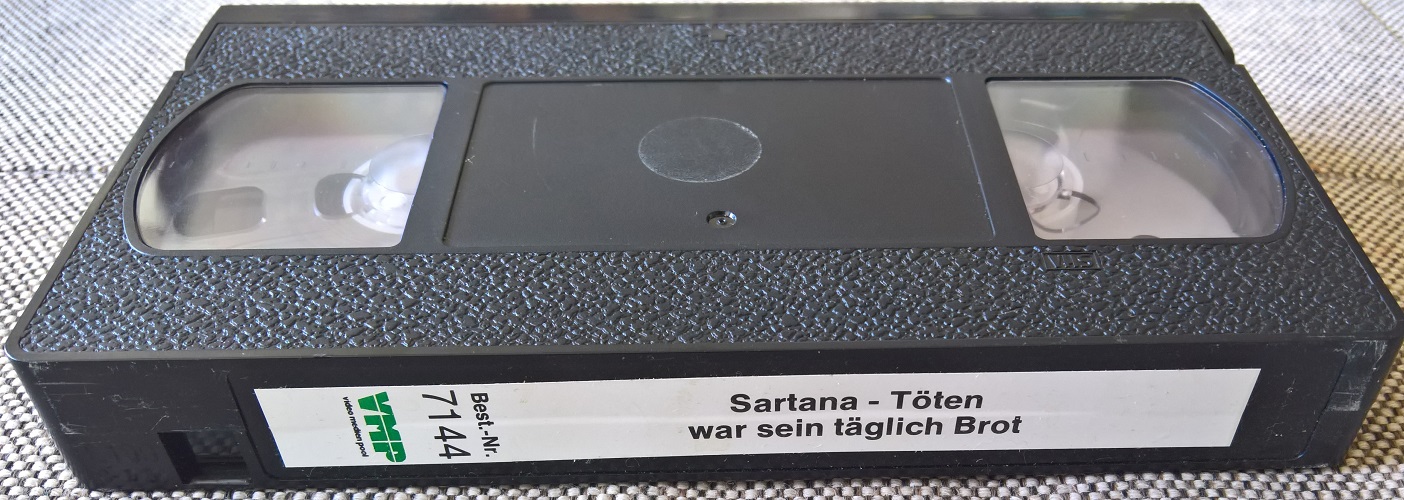 VHS
VMP
video medien pool
Best.-Nr.
7144
Sartana - Töten
war sein täglich Brot